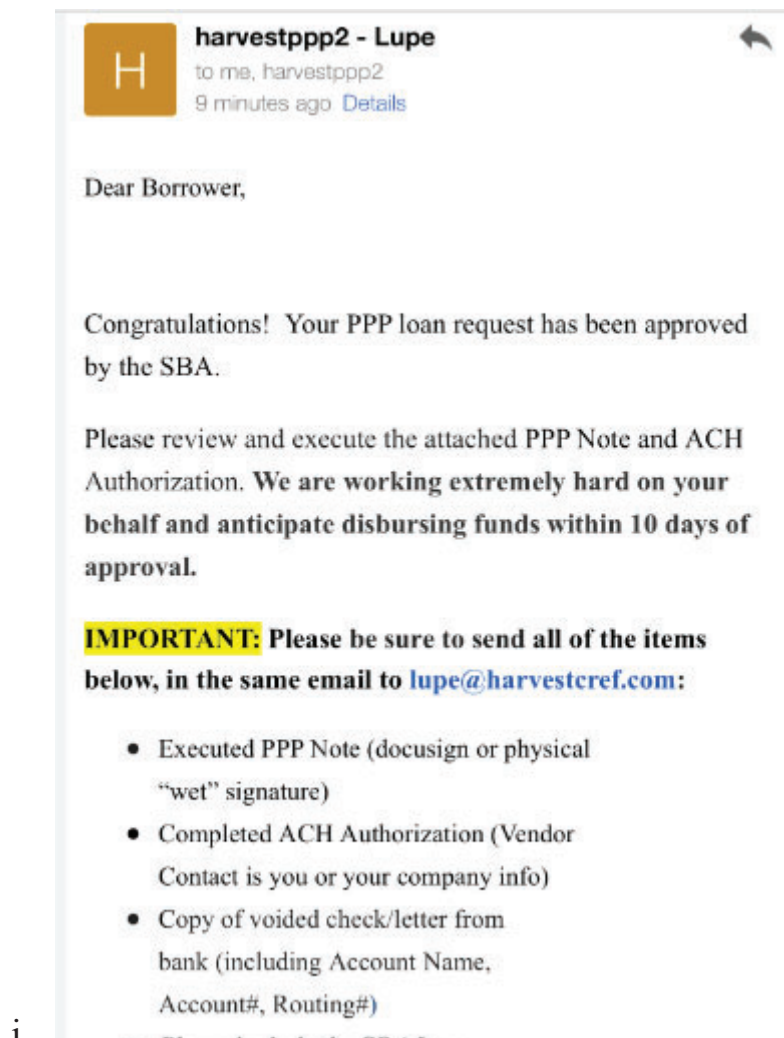 harvestppp2 - Lupe
H
to me, harvestppp2
9 minutes ago Details
Dear Borrower,
Congratulations! Your PPP loan request has been approved
by the SBA.
Please review and execute the attached PPP Note and ACH
Authorization. We are working extremely hard on your
behalf and anticipate disbursing funds within 10 days of
approval.
IMPORTANT: Please be sure to send all of the items
below, in the same email to lupe@harvestcref.com:
• Executed PPP Note (docusign or physical
“wet” signature)
• Completed ACH Authorization (Vendor
Contact is you or your company info)
• Copy of voided check/letter from
bank (including Account Name,
Account#, Routing#)
i